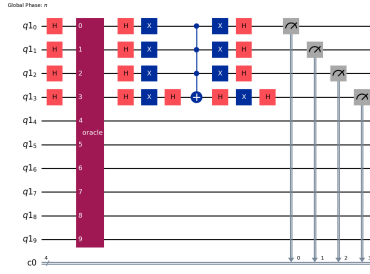 Global Phase: π
q1₀ H 0 H X X H
q1₁ H 1 H X X H
q1₂ H 2 H X X H
q1₃ H 3 H X H + H X H
q1₄ 4
oracle
q1₅ 5
q1₆ 6
q1₇ 7
q1₈ 8
q1₉ 9
c0 4 0 1 2 3